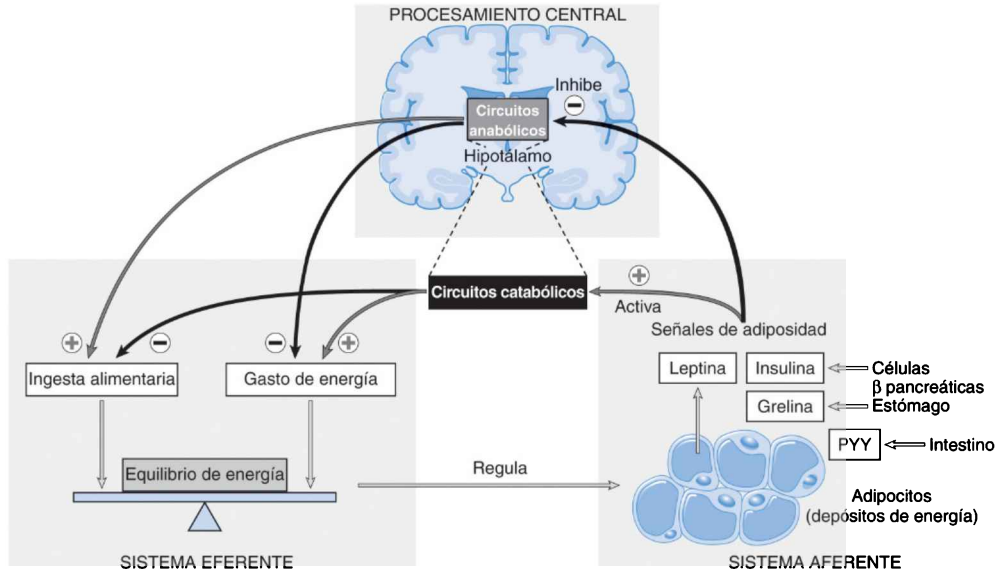 PROCESAMIENTO CENTRAL
Inhibe
−
Circuitos
anabólicos
Hipotálamo
Circuitos catabólicos
+
Activa
Señales de adiposidad
+
−
−
+
Ingesta alimentaria
Gasto de energía
Leptina
Insulina
Células
β pancreáticas
Grelina
Estómago
PYY
Intestino
Equilibrio de energía
Regula
Adipocitos
(depósitos de energía)
SISTEMA EFERENTE
SISTEMA AFERENTE